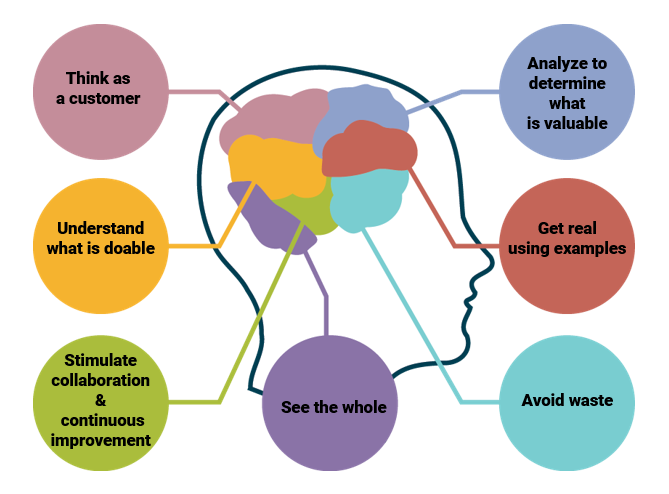 Think as
a customer
Analyze to
determine
what
is valuable
Understand
what is doable
Get real
using examples
Stimulate
collaboration
&
continuous
improvement
See the whole
Avoid waste